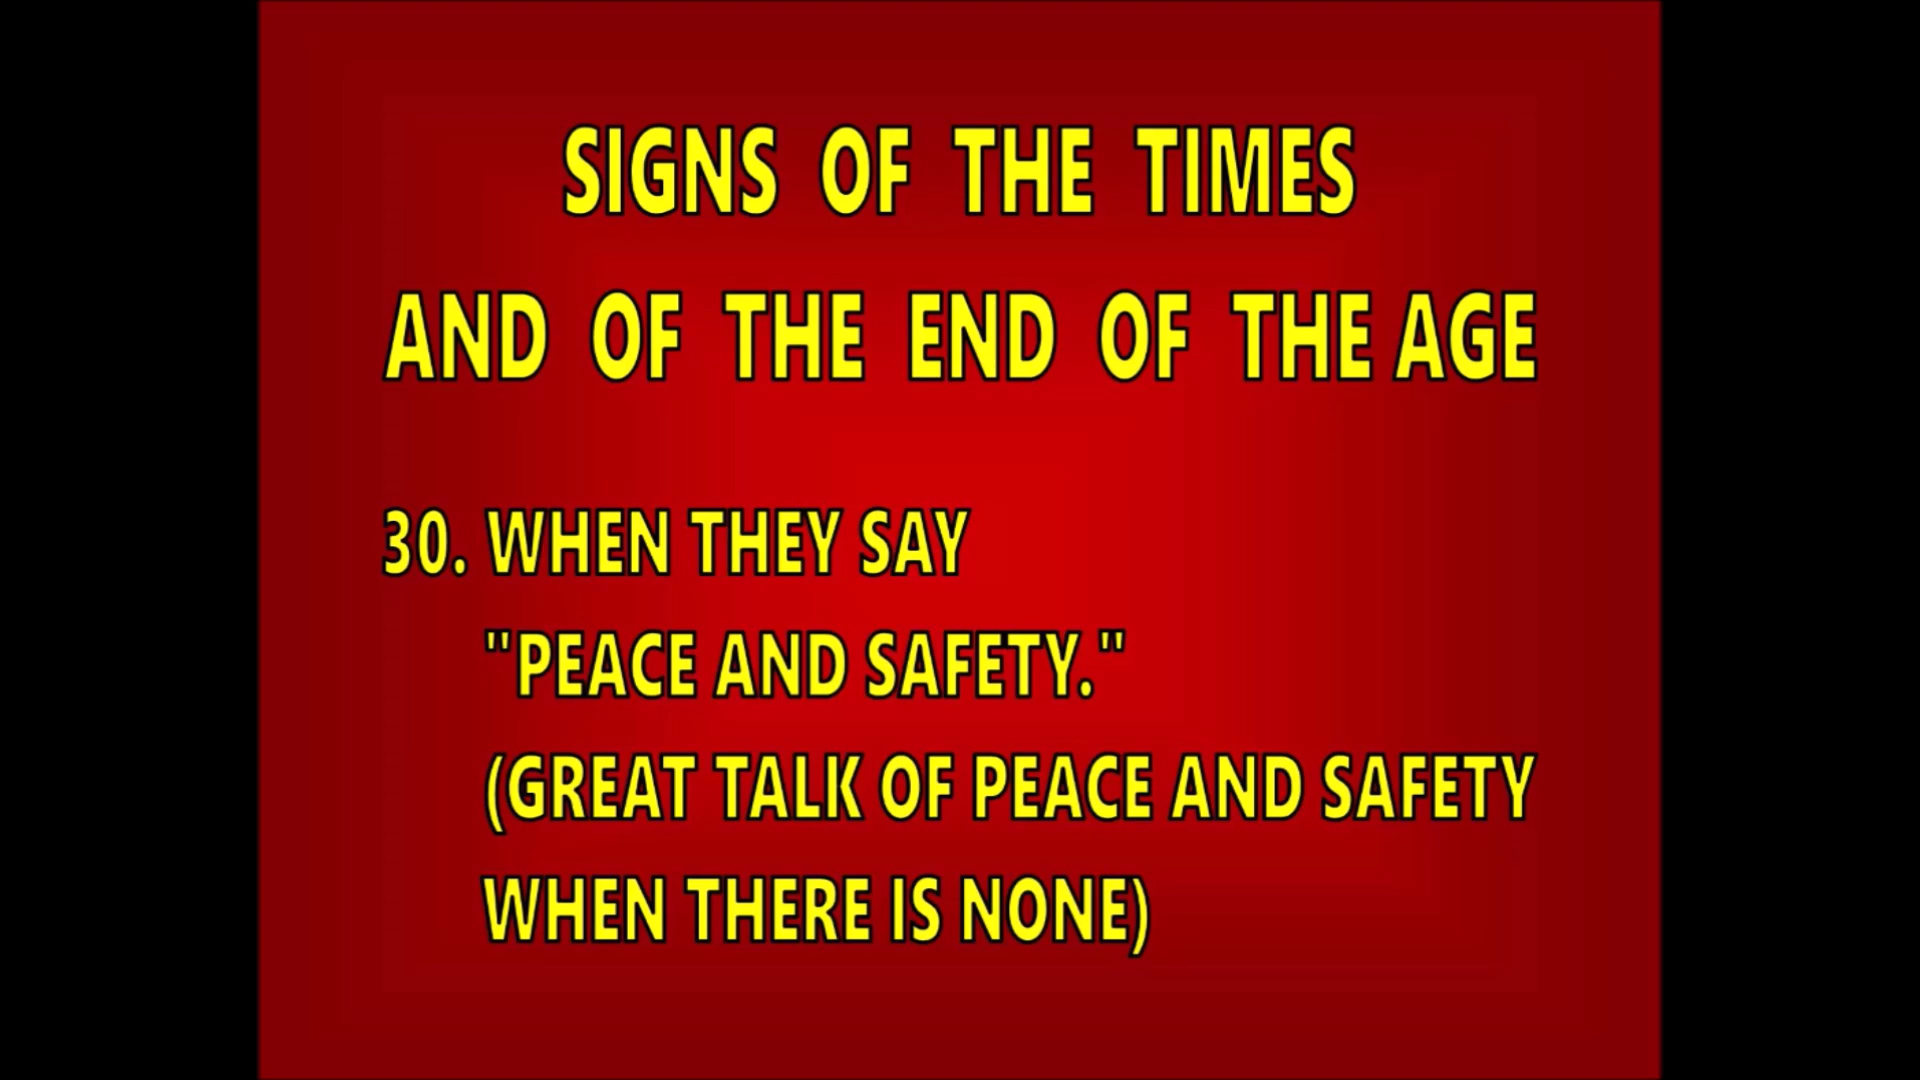 SIGNS OF THE TIMES
AND OF THE END OF THE AGE
30. WHEN THEY SAY
"PEACE AND SAFETY."
(GREAT TALK OF PEACE AND SAFETY
WHEN THERE IS NONE)